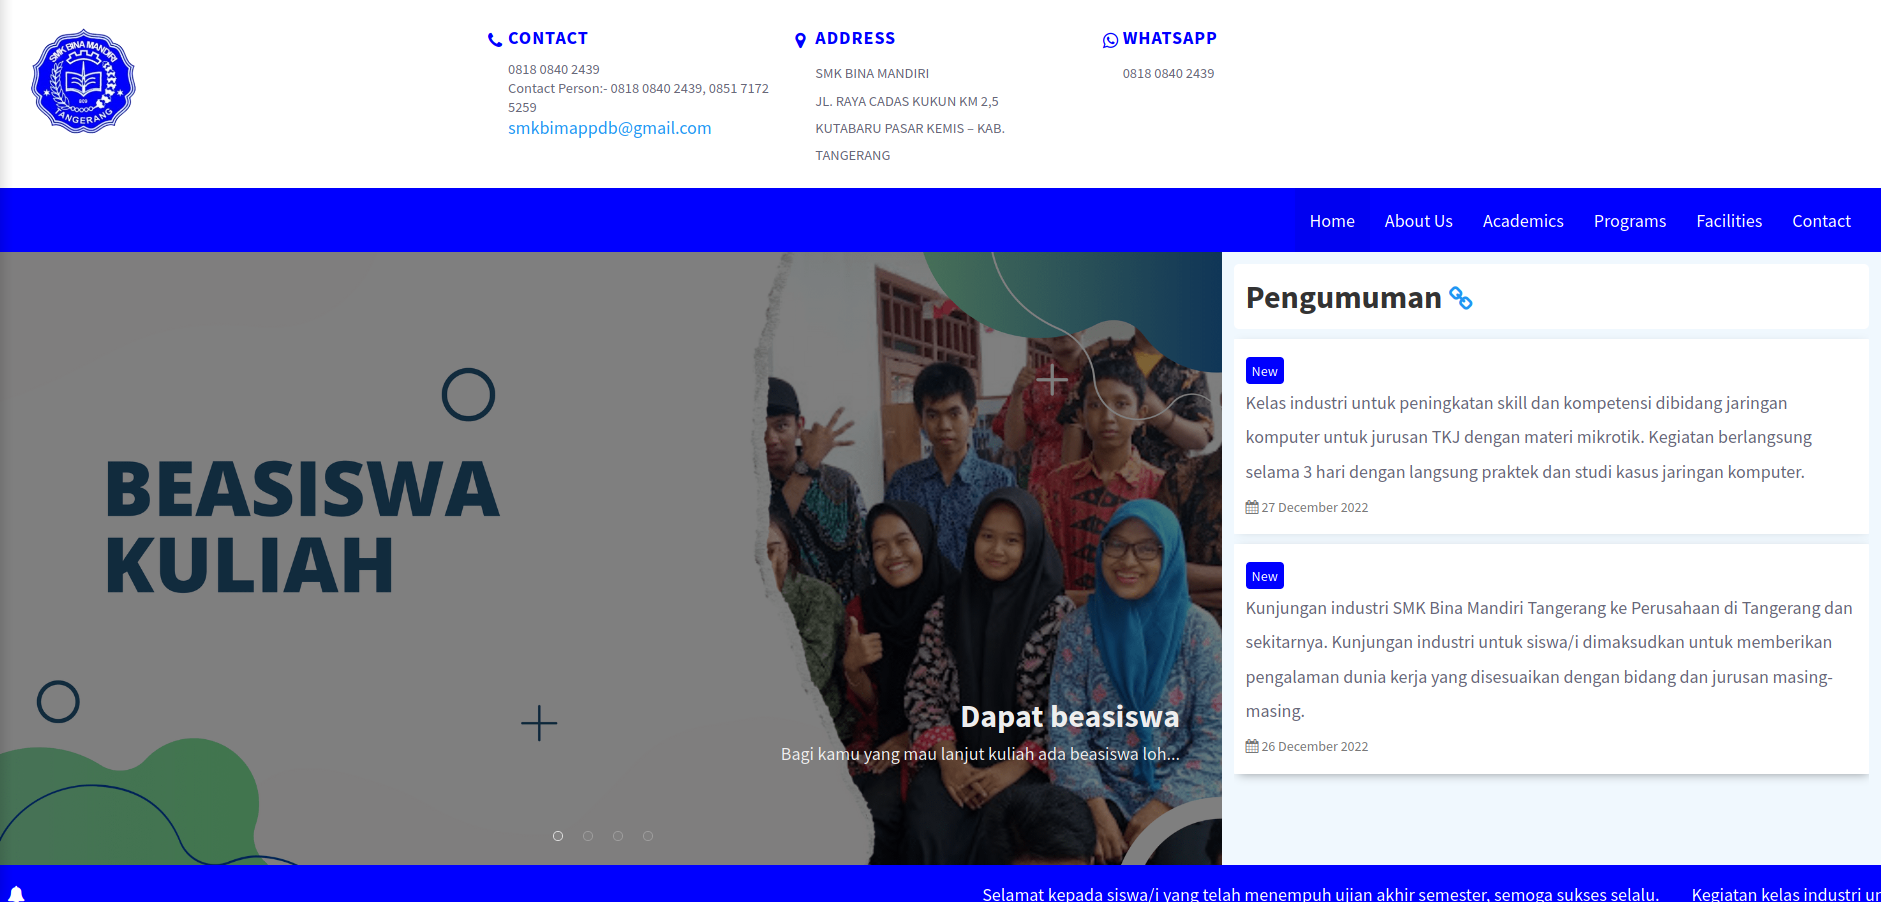 SMK BINA MANDIRI
TANGERANG
CONTACT
0818 0840 2439
Contact Person:- 0818 0840 2439, 0851 7172
5259
smkbimappdb@gmail.com
ADDRESS
SMK BINA MANDIRI
JL. RAYA CADAS KUKUN KM 2,5
KUTABARU PASAR KEMIS – KAB.
TANGERANG
WHATSAPP
0818 0840 2439
Home About Us Academics Programs Facilities Contact
BEASISWA
KULIAH
Dapat beasiswa
Bagi kamu yang mau lanjut kuliah ada beasiswa loh...
Pengumuman
New
Kelas industri untuk peningkatan skill dan kompetensi dibidang jaringan
komputer untuk jurusan TKJ dengan materi mikrotik. Kegiatan berlangsung
selama 3 hari dengan langsung praktek dan studi kasus jaringan komputer.
27 December 2022
New
Kunjungan industri SMK Bina Mandiri Tangerang ke Perusahaan di Tangerang dan
sekitarnya. Kunjungan industri untuk siswa/i dimaksudkan untuk memberikan
pengalaman dunia kerja yang disesuaikan dengan bidang dan jurusan masing-
masing.
26 December 2022
Selamat kepada siswa/i yang telah menempuh ujian akhir semester, semoga sukses selalu. Kegiatan kelas industri